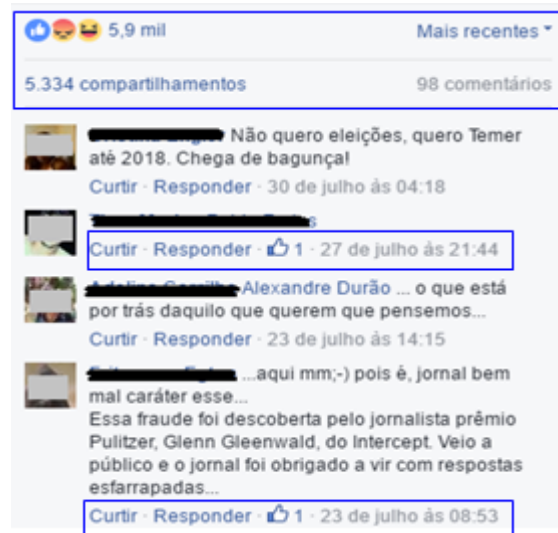 5,9 mil Mais recentes
5.334 compartilhamentos 98 comentários
Não quero eleições, quero Temer
até 2018. Chega de bagunça!
Curtir · Responder · 30 de julho às 04:18
Curtir · Responder · 1 · 27 de julho às 21:44
Alexandre Durão ... o que está
por trás daquilo que querem que pensemos...
Curtir · Responder · 23 de julho às 14:15
...aqui mm;-) pois é, jornal bem
mal caráter esse...
Essa fraude foi descoberta pelo jornalista prêmio
Pulitzer, Glenn Gleenwald, do Intercept. Veio a
público e o jornal foi obrigado a vir com respostas
esfarrapadas...
Curtir · Responder · 1 · 23 de julho às 08:53